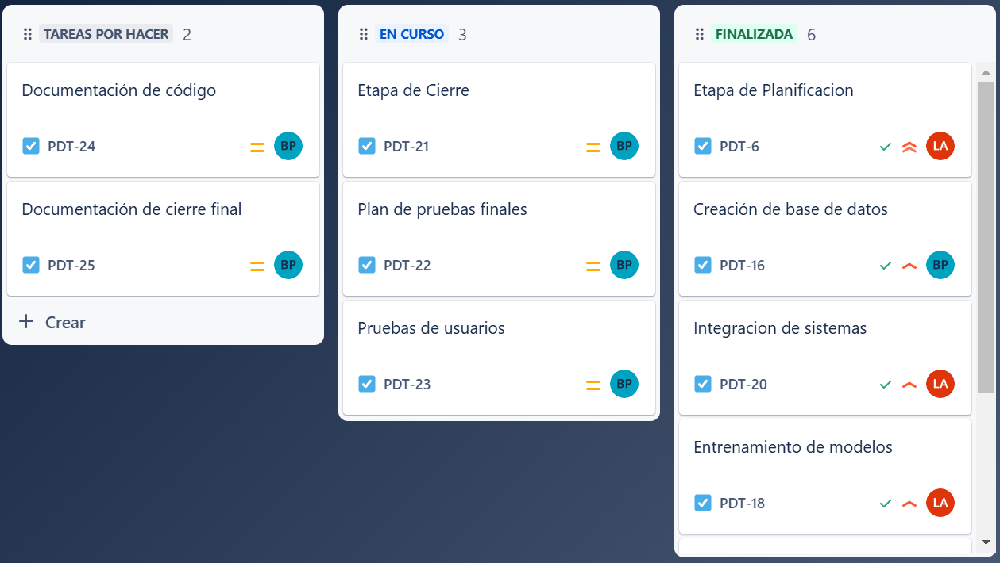 TAREAS POR HACER 2
Documentación de código
PDT-24 BP
Documentación de cierre final
PDT-25 BP
Crear
EN CURSO 3
Etapa de Cierre
PDT-21 BP
Plan de pruebas finales
PDT-22 BP
Pruebas de usuarios
PDT-23 BP
FINALIZADA 6
Etapa de Planificacion
PDT-6 LA
Creación de base de datos
PDT-16 BP
Integracion de sistemas
PDT-20 LA
Entrenamiento de modelos
PDT-18 LA